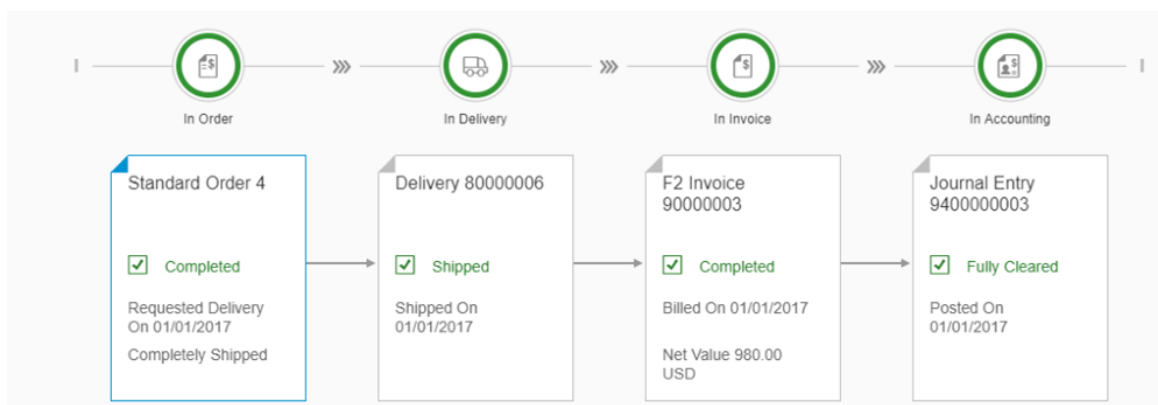 In Order
In Delivery
In Invoice
In Accounting
Standard Order 4
Completed
Requested Delivery
On 01/01/2017
Completely Shipped
Delivery 80000006
Shipped
Shipped On
01/01/2017
F2 Invoice
90000003
Completed
Billed On 01/01/2017
Net Value 980.00
USD
Journal Entry
9400000003
Fully Cleared
Posted On
01/01/2017